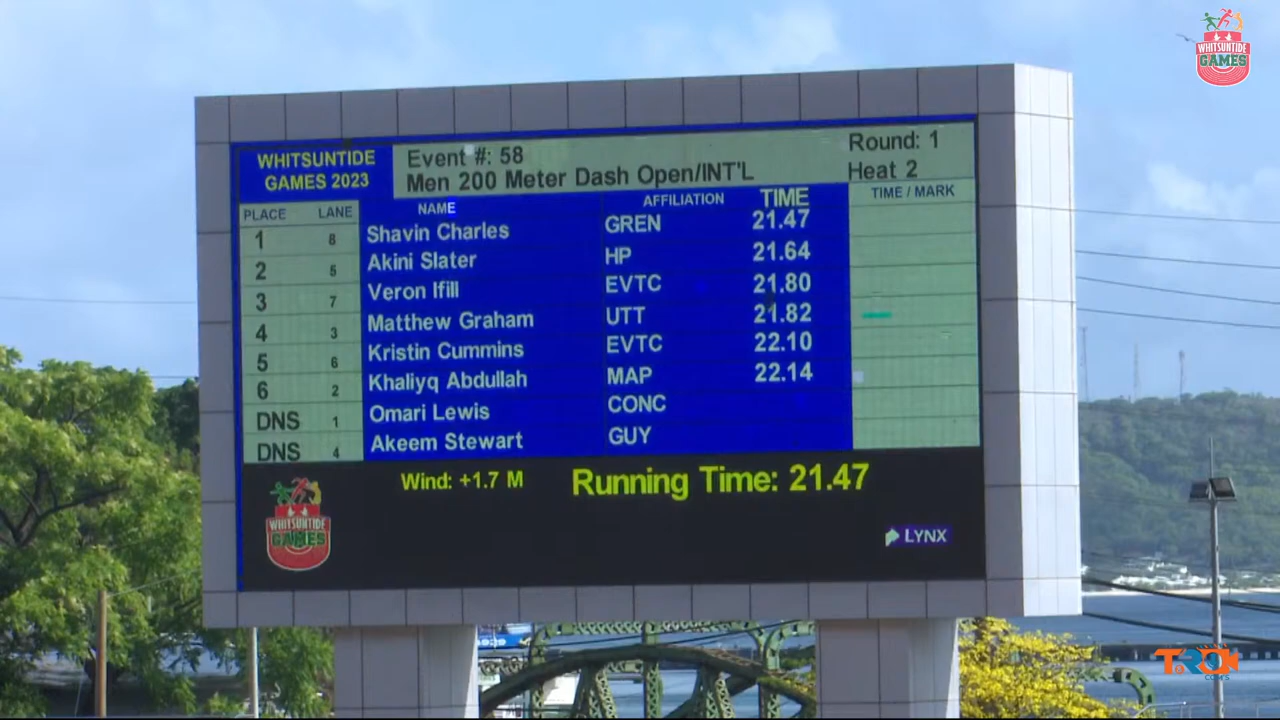 WHITSUNTIDE
GAMES
WHITSUNTIDE
GAMES 2023
Event #: 58
Men 200 Meter Dash Open/INT'L
Round: 1
Heat 2
PLACE LANE NAME AFFILIATION TIME TIME / MARK
1 8 Shavin Charles GREN 21.47
2 5 Akini Slater HP 21.64
3 7 Veron Ifill EVTC 21.80
4 3 Matthew Graham UTT 21.82
5 6 Kristin Cummins EVTC 22.10
6 2 Khaliyq Abdullah MAP 22.14
DNS 1 Omari Lewis CONC
DNS 4 Akeem Stewart GUY
Wind: +1.7 M Running Time: 21.47
WHITSUNTIDE
GAMES
LYNX